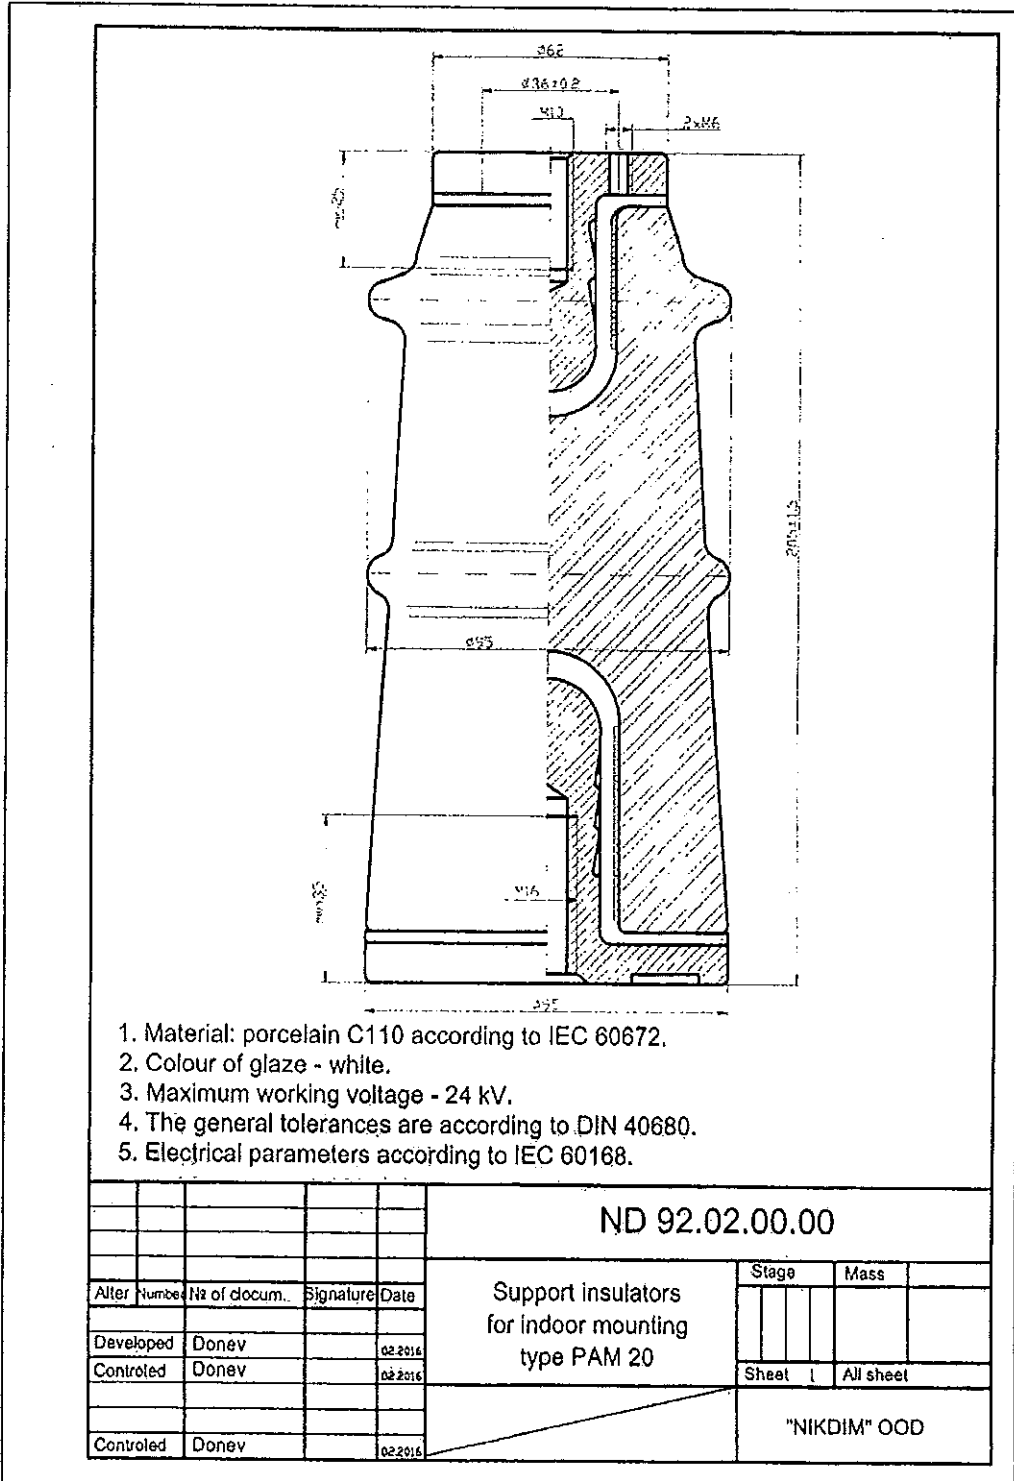 ø62
ø36±0.2
M10
2xM6
ø95
M16
ø95
1. Material: porcelain C110 according to IEC 60672.
2. Colour of glaze - white.
3. Maximum working voltage - 24 kV.
4. The general tolerances are according to DIN 40680.
5. Electrical parameters according to IEC 60168.
ND 92.02.00.00
Alter Number № of docum.. Signature Date
Support insulators
for indoor mounting
type PAM 20
Stage Mass
Developed Donev 02.2016
Controled Donev 02.2016
Sheet 1 All sheet
"NIKDIM" OOD
Controled Donev 02.2016